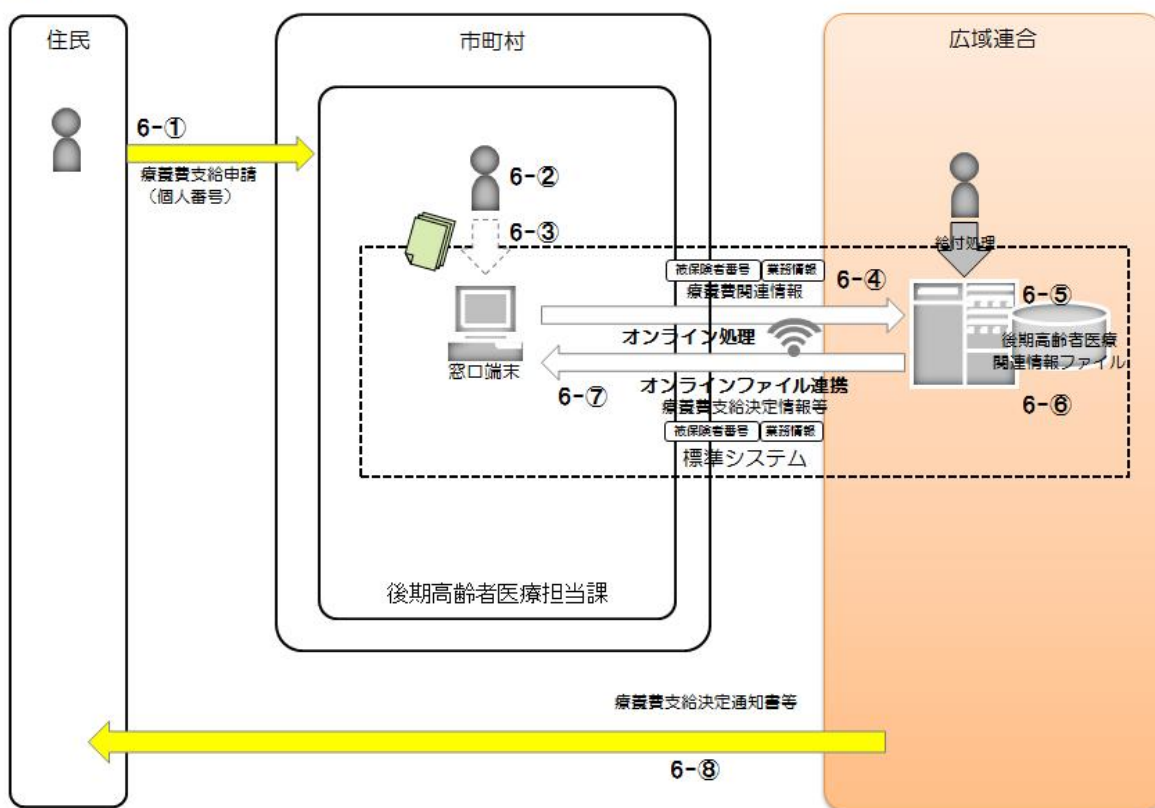 住民
市町村
広域連合
6-①
療養費支給申請
（個人番号）
6-②
6-③
給付処理
被保険者番号 業務情報
療養費関連情報
6-④
6-⑤
オンライン処理
後期高齢者医療
関連情報ファイル
窓口端末
オンラインファイル連携
6-⑦
療養費支給決定情報等
6-⑥
被保険者番号 業務情報
標準システム
後期高齢者医療担当課
療養費支給決定通知書等
6-⑧